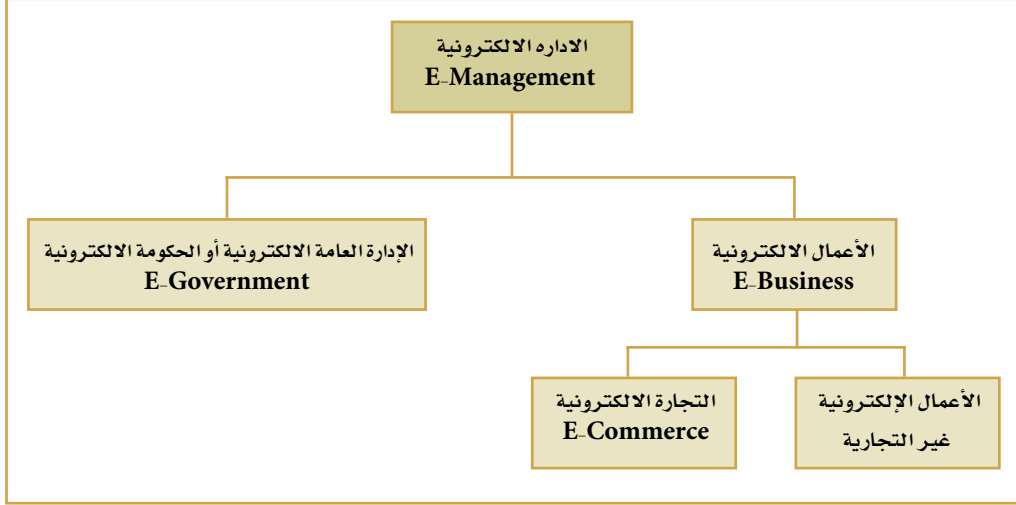 الاداره الالكترونية
E-Management
الأعمال الالكترونية
E-Business
الإدارة العامة الالكترونية أو الحكومة الالكترونية
E-Government
الأعمال الإلكترونية
غير التجارية
التجارة الالكترونية
E-Commerce